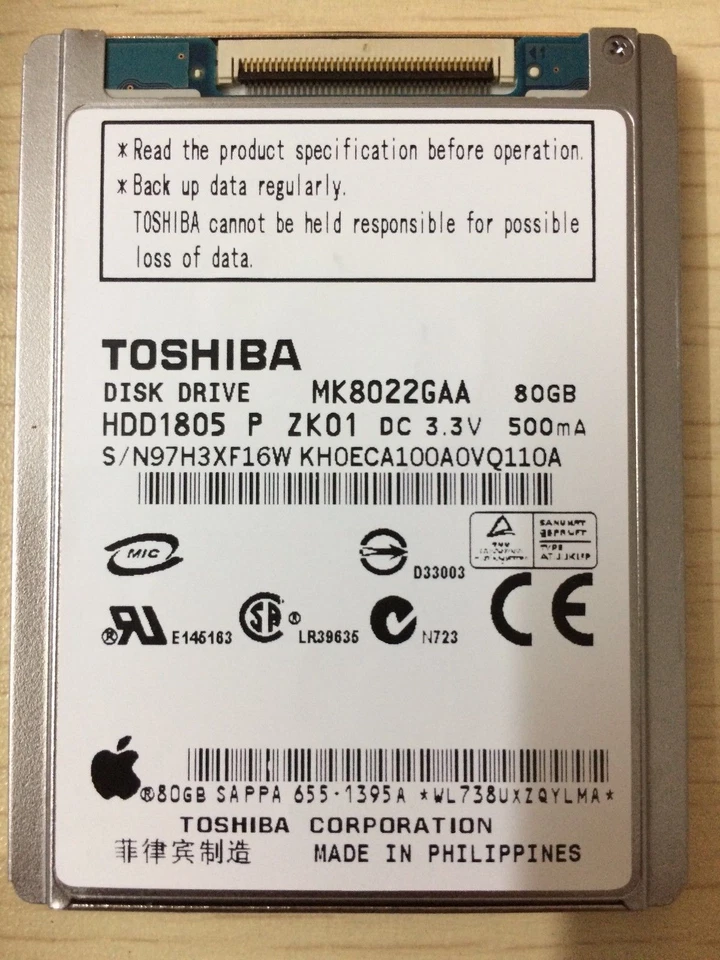 *Read the product specification before operation.
*Back up data regularly.
TOSHIBA cannot be held responsible for possible
loss of data.
TOSHIBA
DISK DRIVE MK8022GAA 80GB
HDD1805 P ZK01 DC 3.3V 500mA
S/N97H3XF16W KH0ECA100A0VQ110A
MIC
D33003
SA
®
E145163
LR39635
N723
CE
®80GB SAPPA 655-1395A *WL738UXZQYLMA*
TOSHIBA CORPORATION
菲律宾制造 MADE IN PHILIPPINES